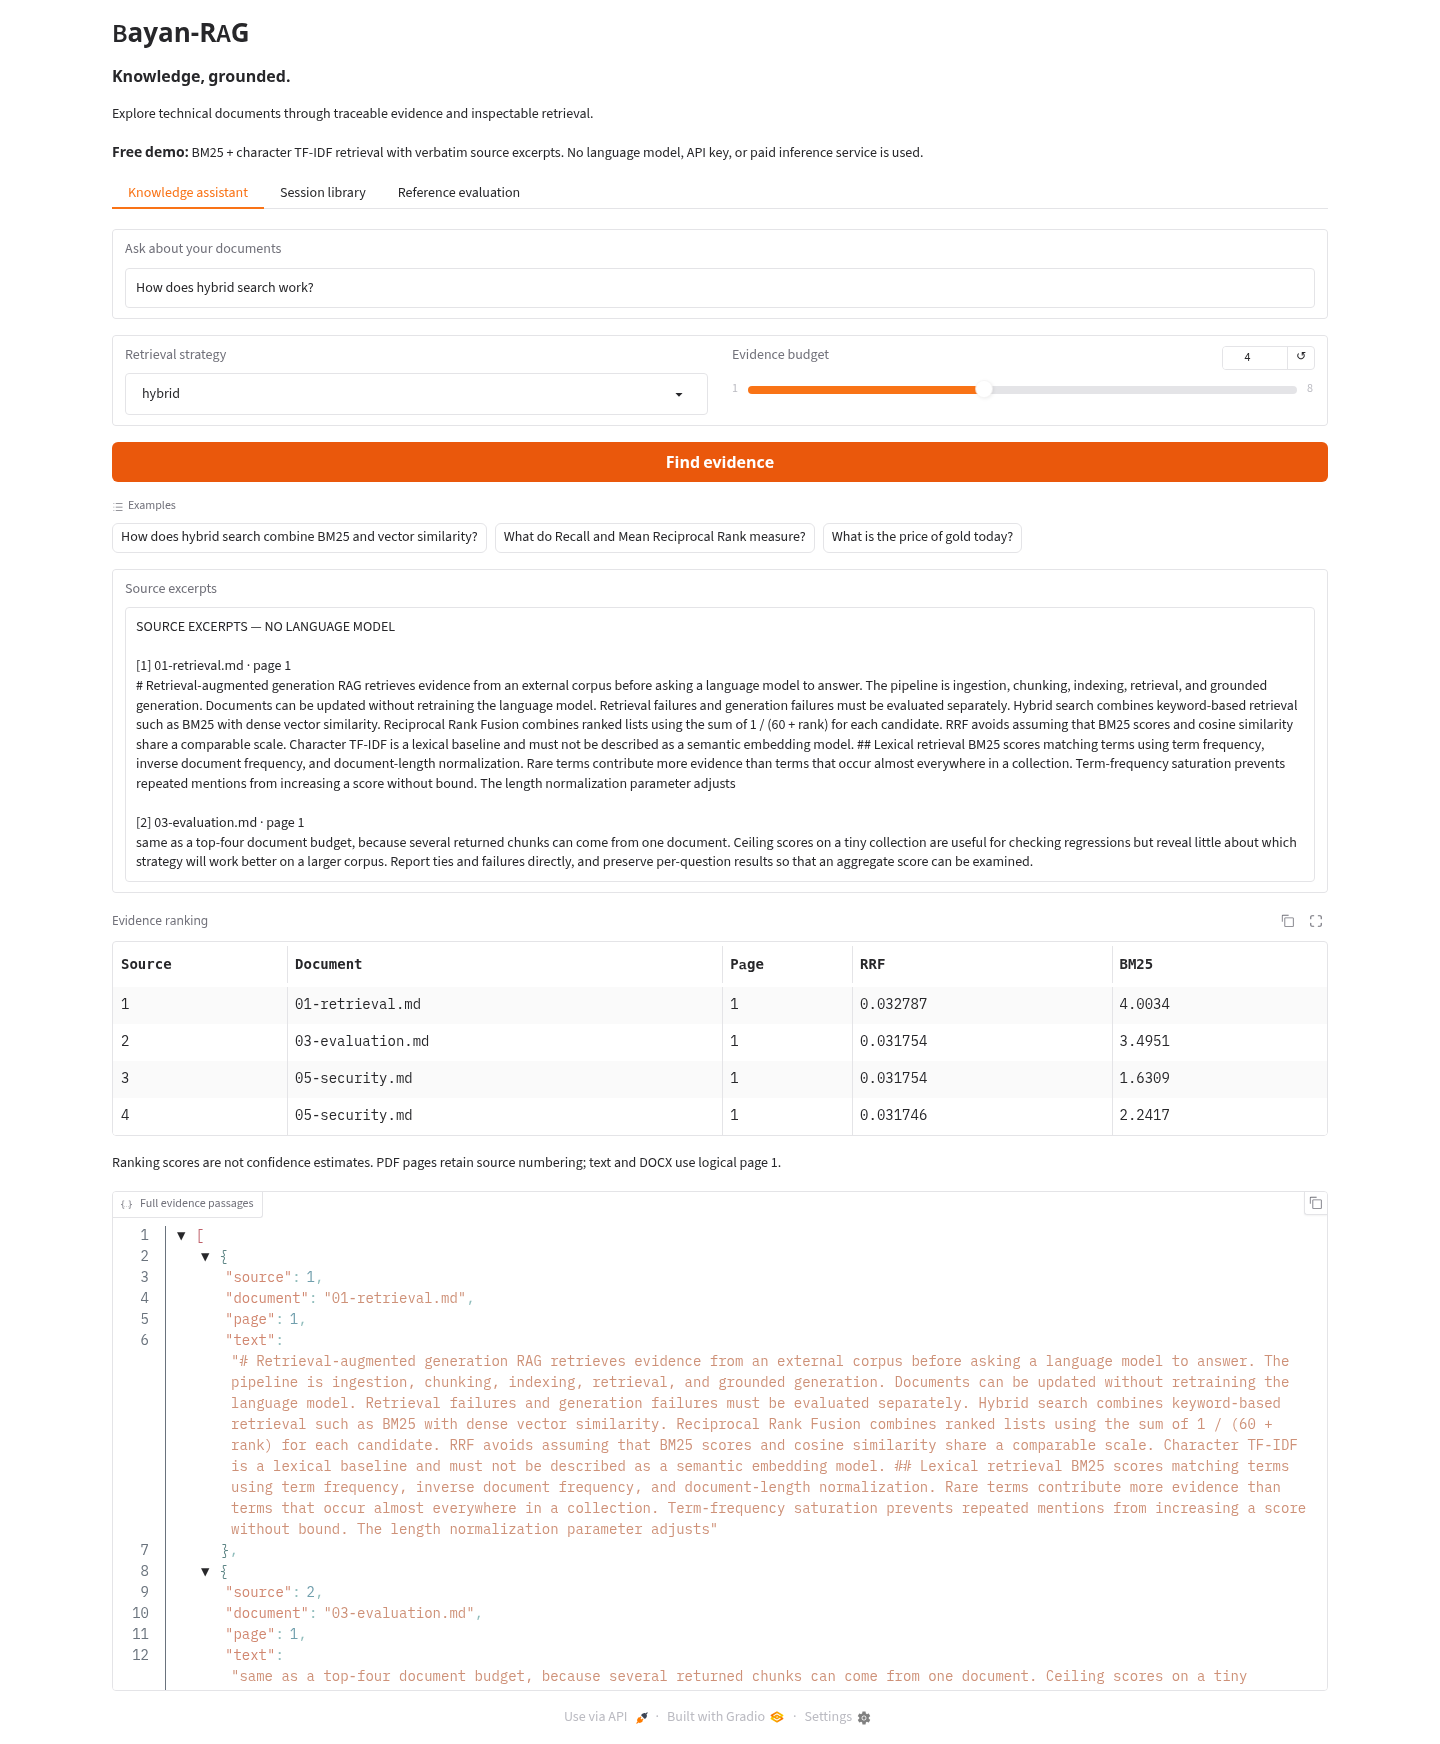 Bayan-RAG
Knowledge, grounded.
Explore technical documents through traceable evidence and inspectable retrieval.
Free demo: BM25 + character TF-IDF retrieval with verbatim source excerpts. No language model, API key, or paid inference service is used.
Knowledge assistant Session library Reference evaluation
Ask about your documents
How does hybrid search work?
Retrieval strategy Evidence budget 4 ↺
hybrid 1 8
Find evidence
Examples
How does hybrid search combine BM25 and vector similarity? What do Recall and Mean Reciprocal Rank measure? What is the price of gold today?
Source excerpts
SOURCE EXCERPTS — NO LANGUAGE MODEL
[1] 01-retrieval.md · page 1
# Retrieval-augmented generation RAG retrieves evidence from an external corpus before asking a language model to answer. The pipeline is ingestion, chunking, indexing, retrieval, and grounded
generation. Documents can be updated without retraining the language model. Retrieval failures and generation failures must be evaluated separately. Hybrid search combines keyword-based retrieval
such as BM25 with dense vector similarity. Reciprocal Rank Fusion combines ranked lists using the sum of 1 / (60 + rank) for each candidate. RRF avoids assuming that BM25 scores and cosine similarity
share a comparable scale. Character TF-IDF is a lexical baseline and must not be described as a semantic embedding model. ## Lexical retrieval BM25 scores matching terms using term frequency,
inverse document frequency, and document-length normalization. Rare terms contribute more evidence than terms that occur almost everywhere in a collection. Term-frequency saturation prevents
repeated mentions from increasing a score without bound. The length normalization parameter adjusts
[2] 03-evaluation.md · page 1
same as a top-four document budget, because several returned chunks can come from one document. Ceiling scores on a tiny collection are useful for checking regressions but reveal little about which
strategy will work better on a larger corpus. Report ties and failures directly, and preserve per-question results so that an aggregate score can be examined.
Evidence ranking
Source Document Page RRF BM25
1 01-retrieval.md 1 0.032787 4.0034
2 03-evaluation.md 1 0.031754 3.4951
3 05-security.md 1 0.031754 1.6309
4 05-security.md 1 0.031746 2.2417
Ranking scores are not confidence estimates. PDF pages retain source numbering; text and DOCX use logical page 1.
{ } Full evidence passages
1 ▼ [
2 ▼ {
3 "source": 1,
4 "document": "01-retrieval.md",
5 "page": 1,
6 "text":
"# Retrieval-augmented generation RAG retrieves evidence from an external corpus before asking a language model to answer. The
pipeline is ingestion, chunking, indexing, retrieval, and grounded generation. Documents can be updated without retraining the
language model. Retrieval failures and generation failures must be evaluated separately. Hybrid search combines keyword-based
retrieval such as BM25 with dense vector similarity. Reciprocal Rank Fusion combines ranked lists using the sum of 1 / (60 +
rank) for each candidate. RRF avoids assuming that BM25 scores and cosine similarity share a comparable scale. Character TF-IDF
is a lexical baseline and must not be described as a semantic embedding model. ## Lexical retrieval BM25 scores matching terms
using term frequency, inverse document frequency, and document-length normalization. Rare terms contribute more evidence than
terms that occur almost everywhere in a collection. Term-frequency saturation prevents repeated mentions from increasing a score
without bound. The length normalization parameter adjusts"
7 },
8 ▼ {
9 "source": 2,
10 "document": "03-evaluation.md",
11 "page": 1,
12 "text":
"same as a top-four document budget, because several returned chunks can come from one document. Ceiling scores on a tiny
Use via API · Built with Gradio · Settings